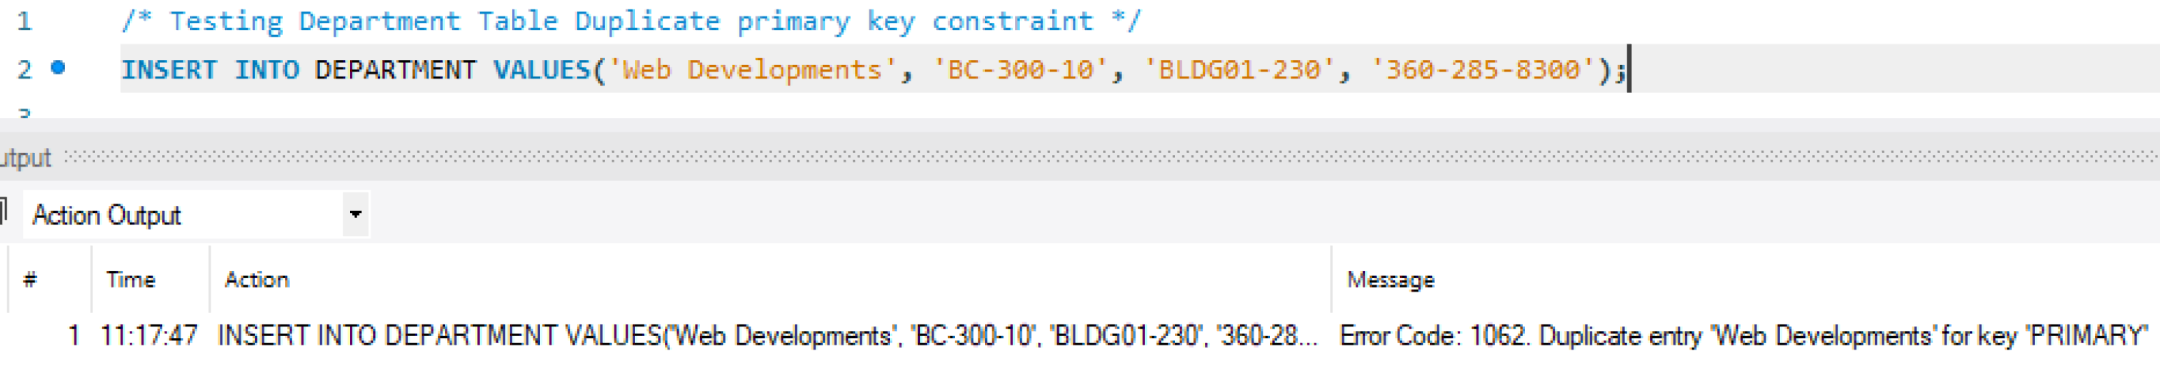 1 /* Testing Department Table Duplicate primary key constraint */
2 INSERT INTO DEPARTMENT VALUES('Web Developments', 'BC-300-10', 'BLDG01-230', '360-285-8300');
3
utput
Action Output
# Time Action Message
1 11:17:47 INSERT INTO DEPARTMENT VALUES('Web Developments', 'BC-300-10', 'BLDG01-230', '360-28... Error Code: 1062. Duplicate entry 'Web Developments' for key 'PRIMARY'